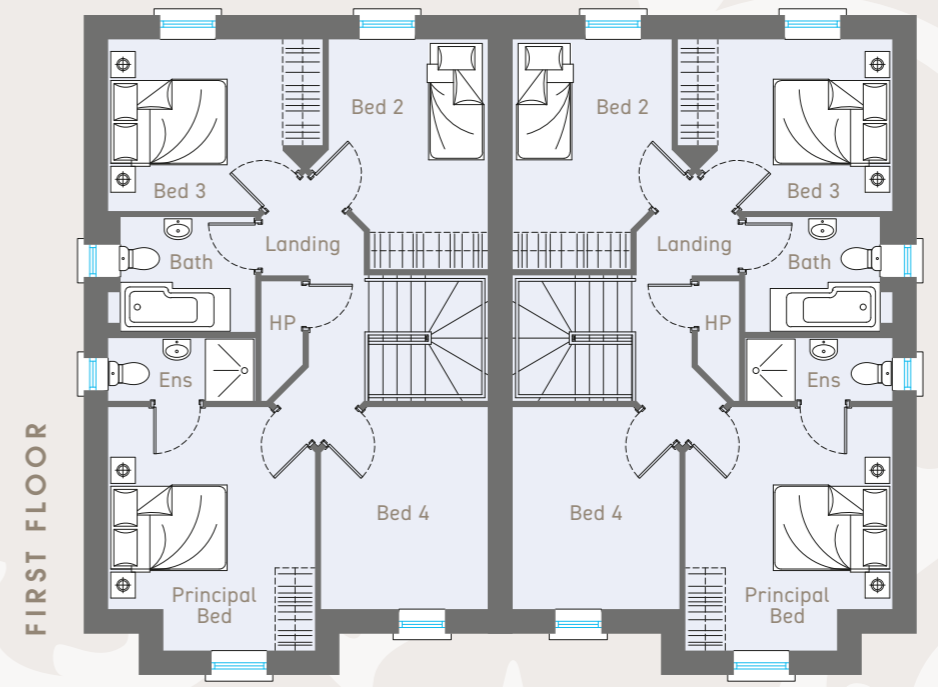 FIRST FLOOR
Bed 2
Bed 2
Bed 3
Bed 3
Landing
Landing
Bath
Bath
HP
HP
Ens
Ens
Bed 4
Bed 4
Principal
Bed
Principal
Bed